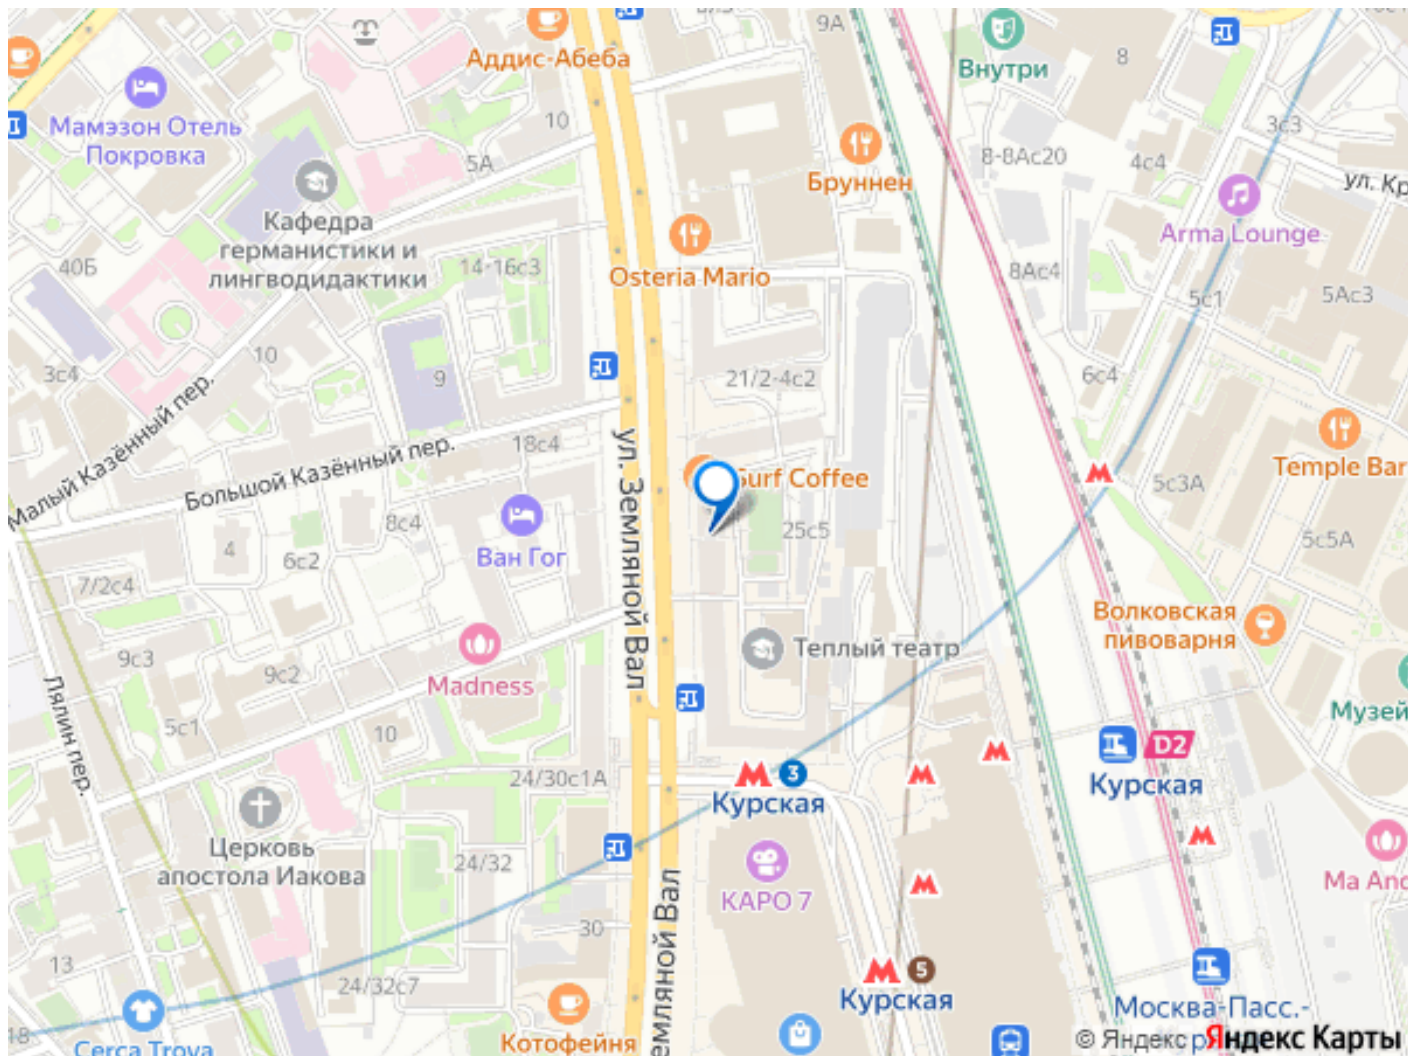 9А
Аддис-Абеба
Внутри
8
Мамэзон Отель
Покровка
10
5А
3с3
8-8Ас20
4с4
Бруннен
ул. Кр
Кафедра
германистики и
лингводидактики
Arma Lounge
40Б
14-16с3
Osteria Mario
8Ас4
5с1
5Ас3
10
3с4
9
21/2-4с2
6с4
Малый Казённый пер.
Большой Казённый пер.
18с4
ул. Земляной Вал
Surf Coffee
Temple Bar
5с3А
8с4
4
6с2
Ван Гог
25с5
5с5А
7/2с4
Волковская
пивоварня
9с3
9с2
Madness
Теплый театр
Лялин пер.
5с1
10
Музей
D2
Курская
24/30с1А
3
Курская
Церковь
апостола Иакова
24/32
КАРО 7
Ma And
емляной Вал
30
13
24/32с7
5
Курская
Москва-Пасс.-
18
Cerca Trova
Котофейня
© Яндекс
Яндекс Карты